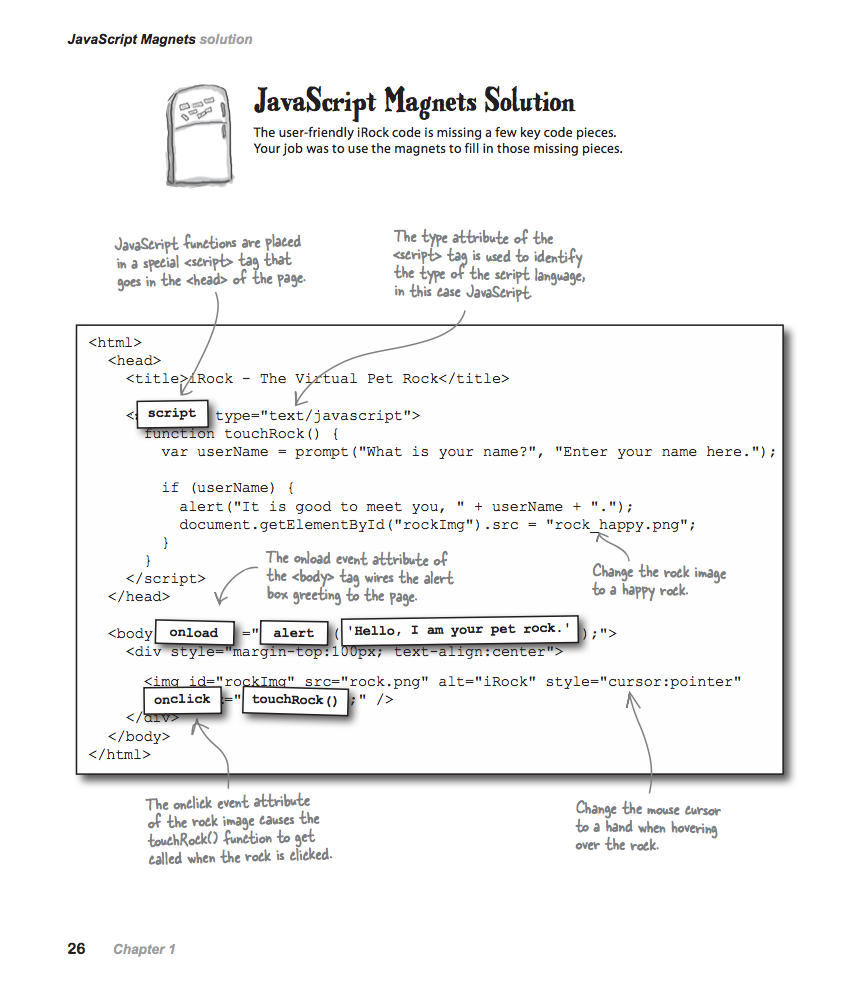 JavaScript Magnets solution
JavaScript Magnets Solution
The user-friendly iRock code is missing a few key code pieces.
Your job was to use the magnets to fill in those missing pieces.
JavaScript functions are placed
in a special <script> tag that
goes in the <head> of the page.
The type attribute of the
<script> tag is used to identify
the type of the script language,
in this case JavaScript.
<html>
<head>
<title>iRock - The Virtual Pet Rock</title>
<script type="text/javascript">
function touchRock() {
var userName = prompt("What is your name?", "Enter your name here.");
if (userName) {
alert("It is good to meet you, " + userName + ".");
document.getElementById("rockImg").src = "rock_happy.png";
}
}
</script>
</head>
The onload event attribute of
the <body> tag wires the alert
box greeting to the page.
Change the rock image
to a happy rock.
<body onload ="alert('Hello, I am your pet rock.');">
<div style="margin-top:100px; text-align:center">
<img id="rockImg" src="rock.png" alt="iRock" style="cursor:pointer"
onclick="touchRock();" />
</div>
</body>
</html>
The onclick event attribute
of the rock image causes the
touchRock() function to get
called when the rock is clicked.
Change the mouse cursor
to a hand when hovering
over the rock.
26 Chapter 1